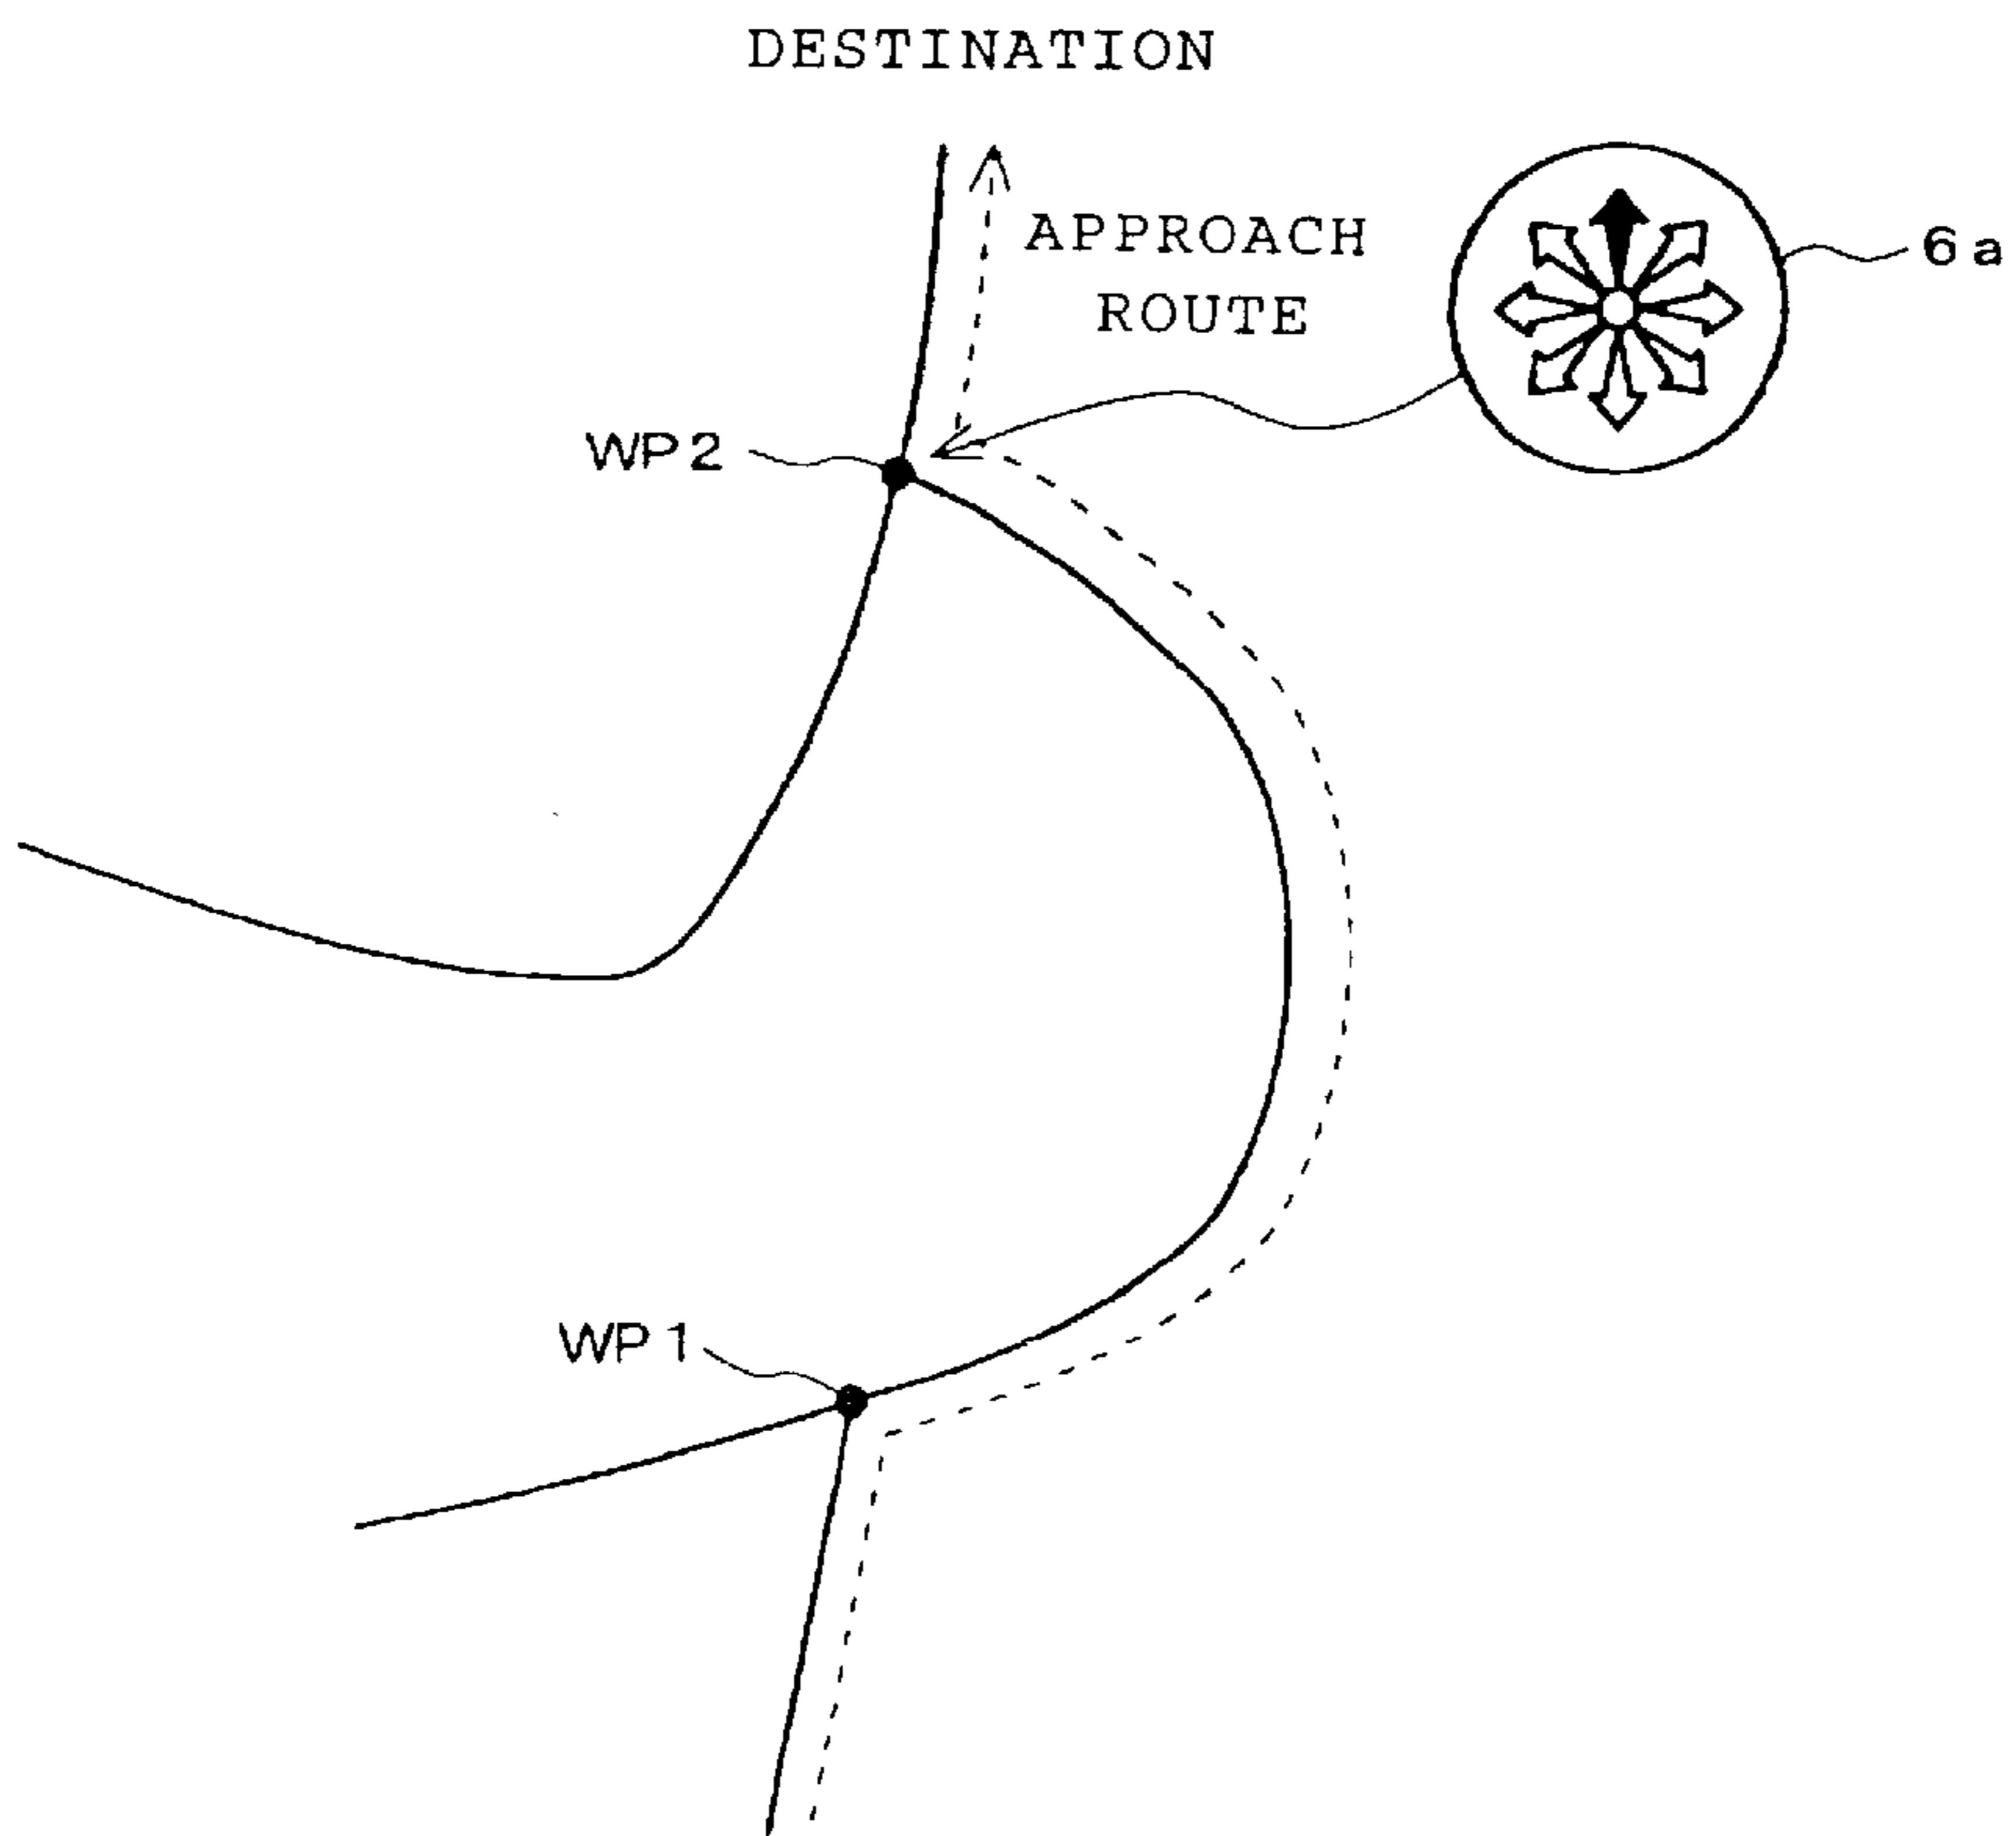 DESTINATION
APPROACH
ROUTE
6a
WP2
WP1